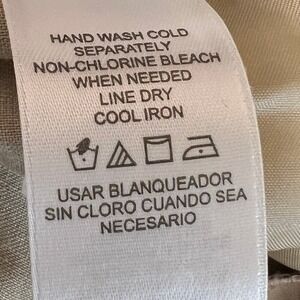 HAND WASH COLD
SEPARATELY
NON-CHLORINE BLEACH
WHEN NEEDED
LINE DRY
COOL IRON
USAR BLANQUEADOR
SIN CLORO CUANDO SEA
NECESARIO